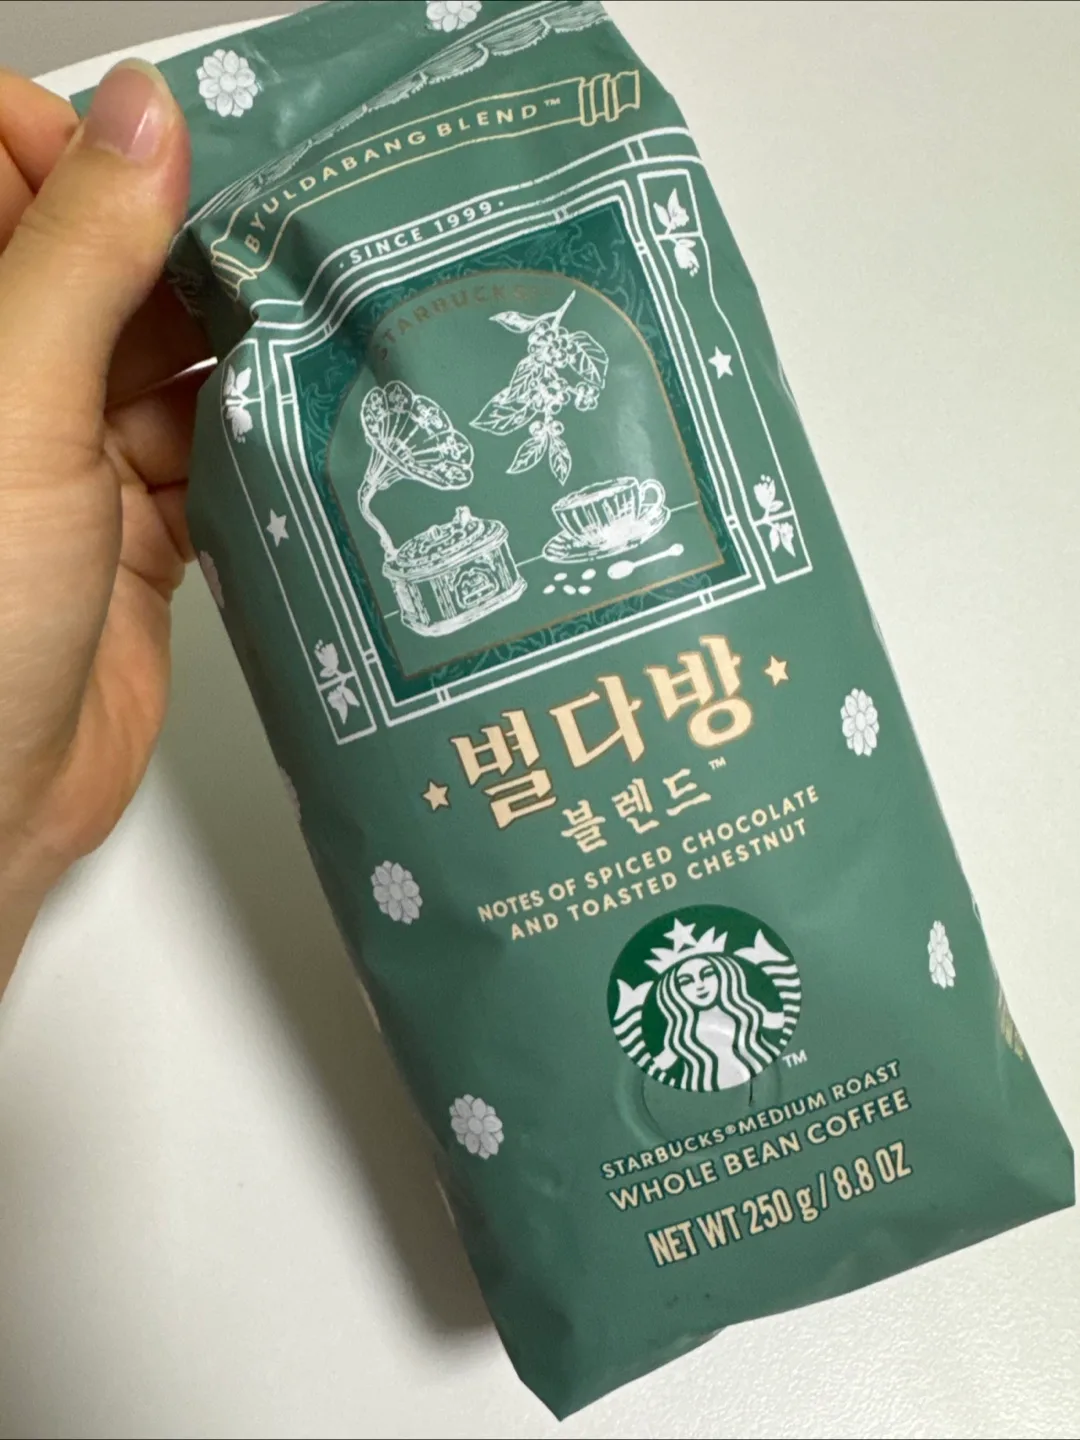 BYULDABANG BLEND™
· SINCE 1999 ·
STARBUCKS
별다방
블렌드™
NOTES OF SPICED CHOCOLATE
AND TOASTED CHESTNUT
TM
STARBUCKS® MEDIUM ROAST
WHOLE BEAN COFFEE
NET WT 250 g / 8.8 OZ